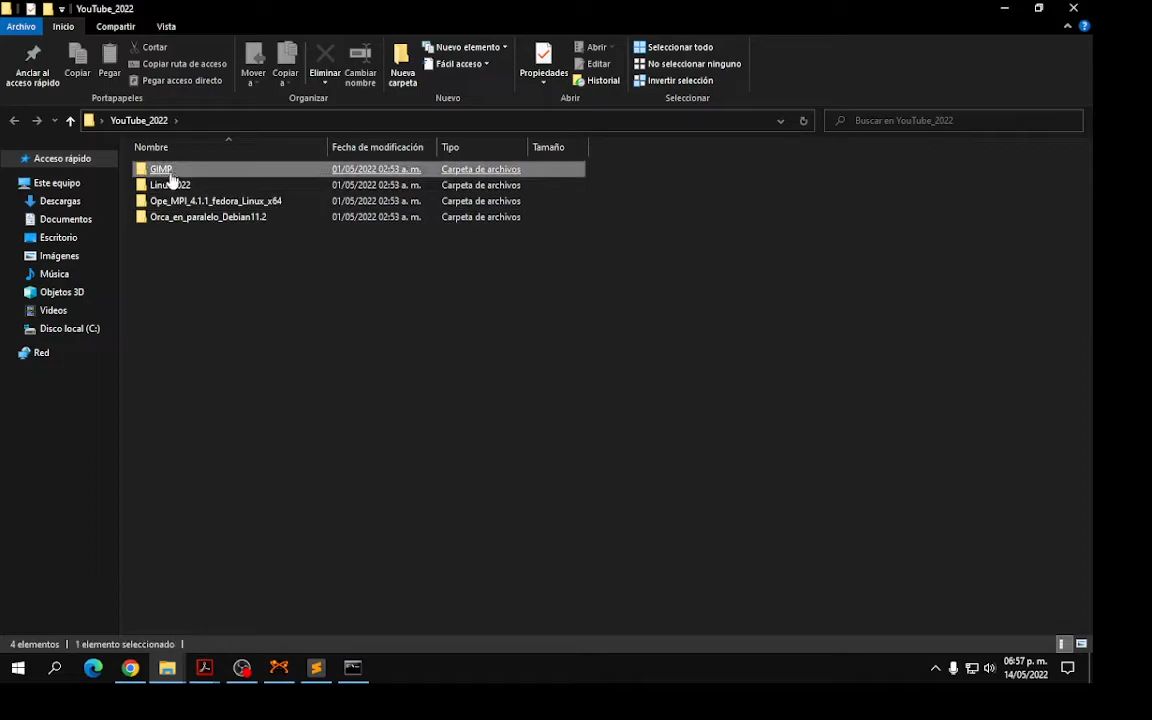 YouTube_2022
Archivo Inicio Compartir Vista
Anclar al acceso rápido
Copiar
Pegar
Cortar
Copiar ruta de acceso
Pegar acceso directo
Portapapeles
Mover a
Copiar a
Eliminar
Cambiar nombre
Organizar
Nueva carpeta
Nuevo elemento
Fácil acceso
Nuevo
Propiedades
Abrir
Editar
Historial
Abrir
Seleccionar todo
No seleccionar ninguno
Invertir selección
Seleccionar
YouTube_2022
Buscar en YouTube_2022
Acceso rápido
Este equipo
Descargas
Documentos
Escritorio
Imágenes
Música
Objetos 3D
Videos
Disco local (C:)
Red
Nombre Fecha de modificación Tipo Tamaño
GIMP 01/05/2022 02:53 a. m. Carpeta de archivos
01/05/2022 02:53 a. m. Carpeta de archivos
Ope_MPI_4.1.1_fedora_Linux_x64 01/05/2022 02:53 a. m. Carpeta de archivos
Orca_en_paralelo_Debian11.2 01/05/2022 02:53 a. m. Carpeta de archivos
4 elementos 1 elemento seleccionado
06:57 p. m.
14/05/2022